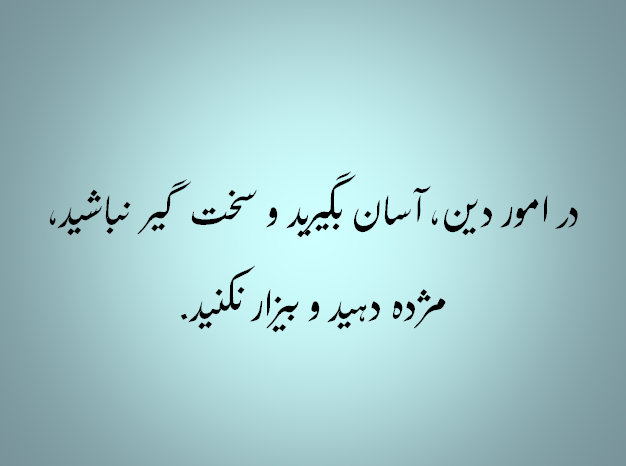 در امور دین، آسان بگیرید و سخت گیر نباشید،
مژده دهید و بیزار نکنید.